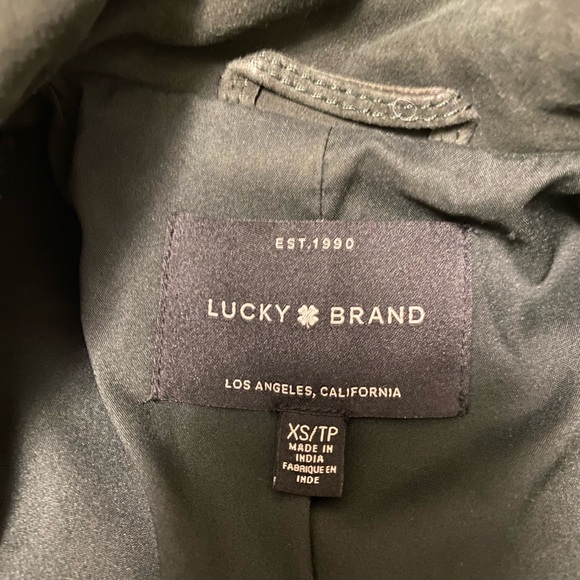 EST.1990
LUCKY BRAND
LOS ANGELES, CALIFORNIA
XS/TP
MADE IN
INDIA
FABRIQUE EN
INDE